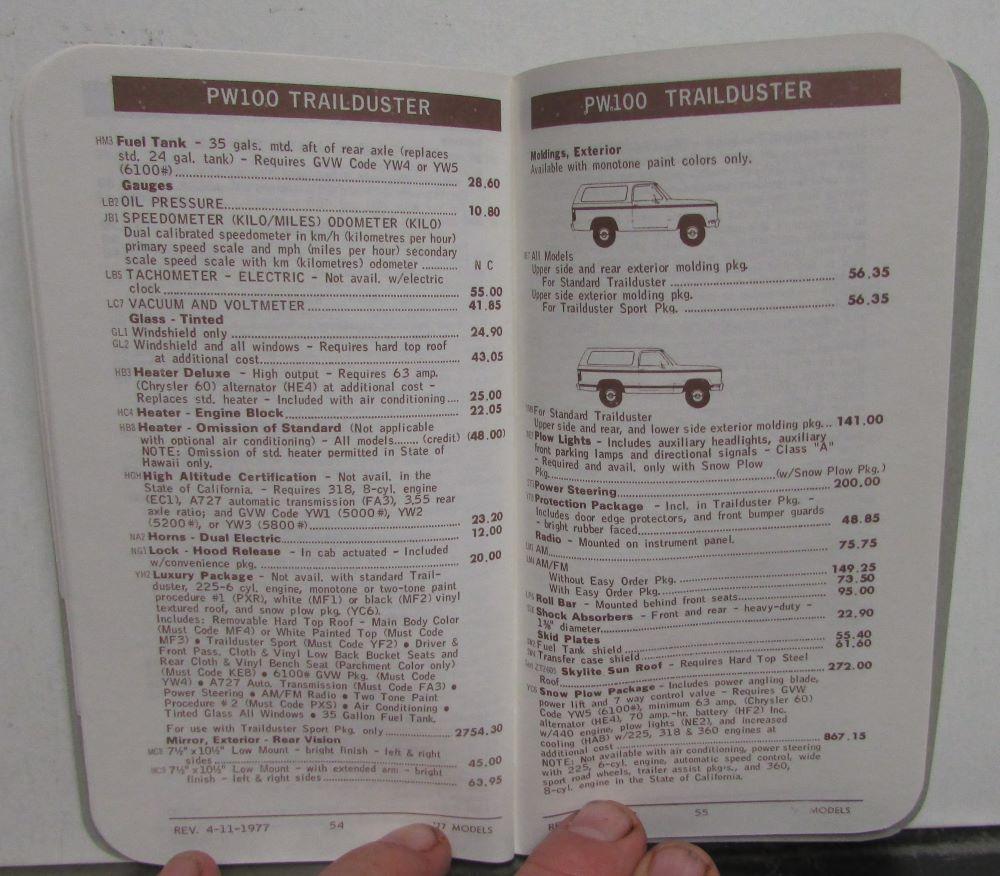 PW100 TRAILDUSTER
HM3 Fuel Tank - 35 gals. mtd. aft of rear axle (replaces
std. 24 gal. tank) - Requires GVW Code YW4 or YW5
(6100#) 28.60
Gauges
LB2 OIL PRESSURE 10.80
JB1 SPEEDOMETER (KILO/MILES) ODOMETER (KILO)
Dual calibrated speedometer in km/h (kilometres per hour)
primary speed scale and mph (miles per hour) secondary
scale speed scale with km (kilometres) odometer N C
LB5 TACHOMETER - ELECTRIC - Not avail. w/electric
clock 55.00
LC7 VACUUM AND VOLTMETER 41.85
Glass - Tinted
GL1 Windshield only 24.90
GL2 Windshield and all windows - Requires hard top roof
at additional cost 43.05
HB3 Heater Deluxe - High output - Requires 63 amp.
(Chrysler 60) alternator (HE4) at additional cost -
Replaces std. heater - Included with air conditioning 25.00
HC4 Heater - Engine Block 22.05
HB8 Heater - Omission of Standard (Not applicable
with optional air conditioning) - All models (credit) (48.00)
NOTE: Omission of std. heater permitted in State of
Hawaii only.
HGH High Altitude Certification - Not avail. in the
State of California. - Requires 318, 8-cyl. engine
(EC1), A727 automatic transmission (FA3), 3.55 rear
axle ratio; and GVW Code YW1 (5000#), YW2
(5200#), or YW3 (5800#) 23.20
NA2 Horns - Dual Electric 12.00
NG1 Lock - Hood Release - In cab actuated - Included
w/convenience pkg. 20.00
YH2 Luxury Package - Not avail. with standard Trail-
duster, 225-6 cyl. engine, monotone or two-tone paint
procedure #1 (PXR), white (MF1) or black (MF2) vinyl
textured roof, and snow plow pkg. (YC6).
Includes: Removable Hard Top Roof - Main Body Color
(Must Code MF4) or White Painted Top (Must Code
MF3) • Trailduster Sport (Must Code YF2) • Driver &
Front Pass. Cloth & Vinyl Low Back Bucket Seats and
Rear Cloth & Vinyl Bench Seat (Parchment Color only)
(Must Code KE8) • 6100# GVW Pkg. (Must Code
YW4) • A727 Auto. Transmission (Must Code FA3) •
Power Steering • AM/FM Radio • Two Tone Paint
Procedure #2 (Must Code PXS) • Air Conditioning •
Tinted Glass All Windows • 35 Gallon Fuel Tank.
For use with Trailduster Sport Pkg. only 2754.30
Mirror, Exterior - Rear Vision
7½" x 10½" Low Mount - bright finish - left & right
sides 45.00
7½" x 10½" Low Mount - with extended arm - bright
finish - left & right sides 63.95
REV. 4-11-1977 54 '77 MODELS
PW100 TRAILDUSTER
Moldings, Exterior
Available with monotone paint colors only.
All Models
Upper side and rear exterior molding pkg.
For Standard Trailduster 56.35
Upper side exterior molding pkg.
For Trailduster Sport Pkg. 56.35
For Standard Trailduster
Upper side and rear, and lower side exterior molding pkg... 141.00
Plow Lights - Includes auxiliary headlights, auxiliary
front parking lamps and directional signals - Class "A"
- Required and avail. only with Snow Plow
Pkg. (w/Snow Plow Pkg.)
Power Steering 200.00
Protection Package - Incl. in Trailduster Pkg. -
Includes door edge protectors, and front bumper guards
- bright rubber faced 48.85
Radio - Mounted on instrument panel.
AM 75.75
AM/FM
Without Easy Order Pkg. 149.25
With Easy Order Pkg. 73.50
Roll Bar - Mounted behind front seats 95.00
Shock Absorbers - Front and rear - heavy-duty -
1⅜" diameter 22.90
Skid Plates
Fuel Tank shield 55.40
Transfer case shield 61.60
Skylite Sun Roof - Requires Hard Top Steel
Roof 272.00
Snow Plow Package - Includes power angling blade,
power lift and 7 way control valve - Requires GVW
Code YW5 (6100#), minimum 63 amp. (Chrysler 60)
alternator (HE4), 70 amp.-hr. battery (HF2) Inc.
w/440 engine, plow lights (NE2), and increased
cooling (HAB) w/225, 318 & 360 engines at
additional cost 867.15
NOTE: Not available with air conditioning, power steering
with 225, 6-cyl. engine, automatic speed control, wide
sport road wheels, trailer assist pkg's., and 360,
8-cyl. engine in the State of California.
55 MODELS